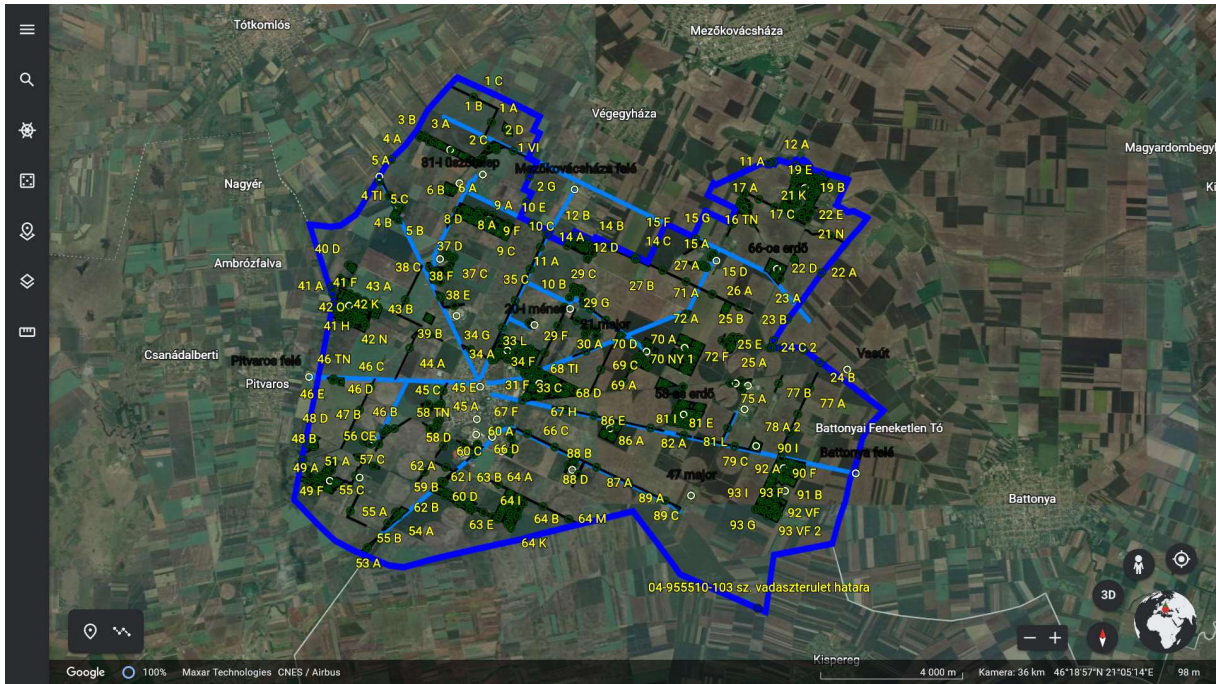 Tótkomlós
Mezőkovácsháza
1 C
1 B
1 A
Végegyháza
3 B
3 A
2 D
4 A
2 C
1 VI
12 A
Magyardombegyh
5 A
Mezőkovácsháza felé
11 A
19 E
Nagyér
6 B
6 A
2 G
17 A
19 B
4 TI
5 C
21 K
9 A
10 E
8 D
12 B
15 F
15 G
16 TN
17 C
22 E
4 B
5 B
8 A
9 F
10 C
14 B
21 N
37 D
14 A
14 C
15 A
66-os erdő
40 D
9 C
12 D
Ambrózfalva
38 C
38 F
37 C
11 A
29 C
27 A
15 D
22 D
22 A
41 A
41 F
43 A
35 C
10 B
27 B
26 A
38 E
71 A
23 A
42 K
43 B
29 G
72 A
25 B
23 B
41 H
39 B
34 G
21 major
42 N
33 L
29 F
30 A
70 D
70 A
25 E
24 C 2
Csanádalberti
Pitvaros felé
46 TN
46 C
44 A
34 A
34 F
68 TI
69 C
70 NY 1
72 F
25 A
Vasút
Pitvaros
46 E
46 D
45 C
45 E
31 F
33 C
68 D
69 A
77 B
24 B
58-as erdő
75 A
77 A
48 D
47 B
46 B
58 TN
45 A
67 F
67 H
86 E
81 I
81 E
78 A 2
Battonyai Feneketlen Tó
48 B
58 D
60 A
66 C
86 A
82 A
81 L
90 I
Battonya felé
60 C
66 D
88 B
79 C
49 A
51 A
57 C
62 A
62 I
63 B
64 A
88 D
47 major
92 A
90 F
49 F
55 C
59 B
60 D
64 I
87 A
89 A
93 I
93 F
91 B
Battonya
55 A
62 B
63 E
64 B
64 M
89 C
93 G
92 VF
54 A
93 VF 2
55 B
64 K
53 A
04-955510-103 sz. vadaszterulet hatara
3D
Kispereg
Google
100%
Maxar Technologies CNES / Airbus
4 000 m
Kamera: 36 km
46°18'57"N 21°05'14"E
98 m